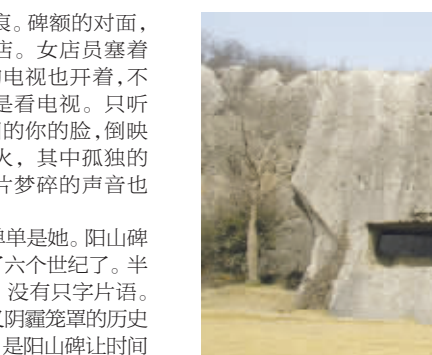 痕。碑额的对面，
店。女店员塞着
电视也开着，不
是看电视。只听
的你的脸，倒映
火，其中孤独的
片梦碎的声音也
单单是她。阳山碑
六个世纪了。半
没有只字片语。
阴霾笼罩的历史
是阳山碑让时间